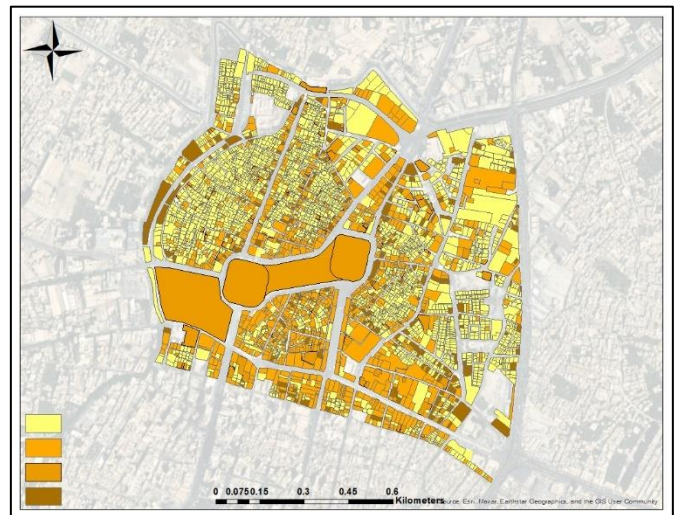 0 0.0750.15 0.3 0.45 0.6
Kilometers
Source: Esri, Maxar, Earthstar Geographics, and the GIS User Community